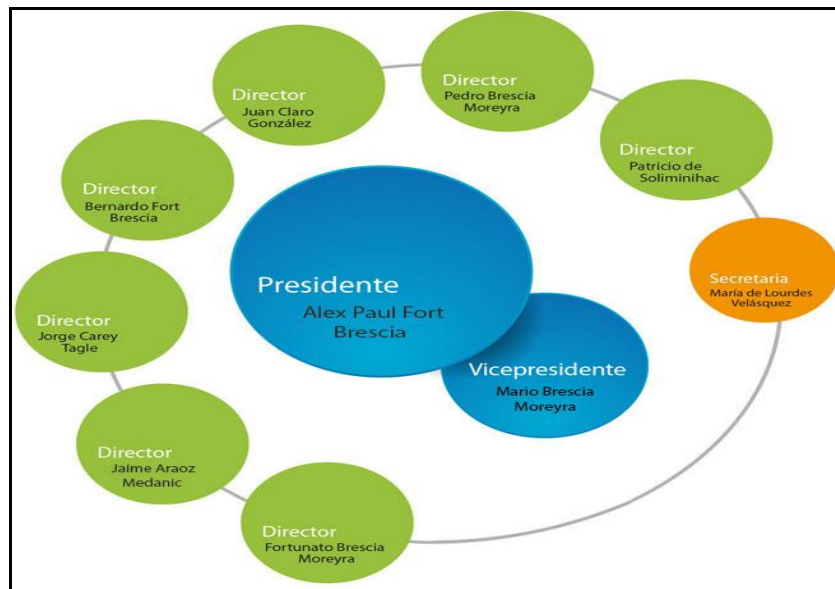 Director
Juan Claro
González
Director
Pedro Brescia
Moreyra
Director
Patricio de
Soliminihac
Director
Bernardo Fort
Brescia
Presidente
Alex Paul Fort
Brescia
Secretaria
María de Lourdes
Velásquez
Director
Jorge Carey
Tagle
Vicepresidente
Mario Brescia
Moreyra
Director
Jaime Araoz
Medanic
Director
Fortunato Brescia
Moreyra